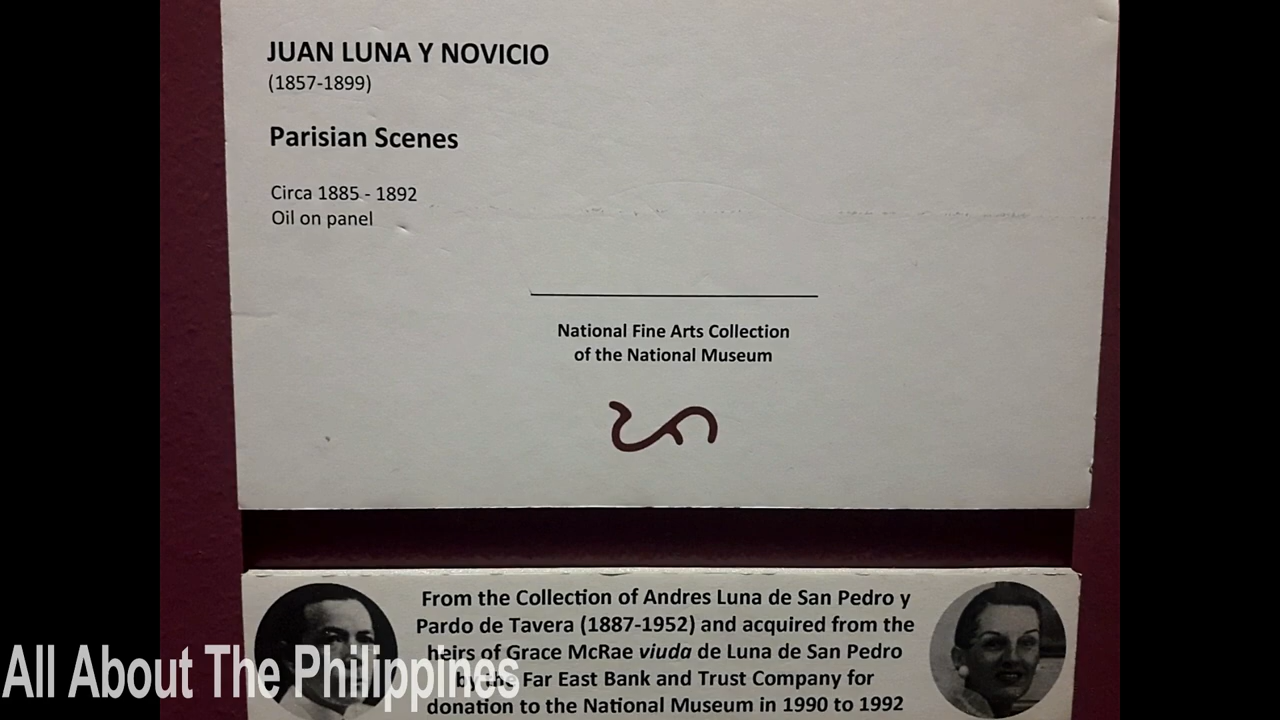 JUAN LUNA Y NOVICIO
(1857-1899)
Parisian Scenes
Circa 1885 - 1892
Oil on panel
National Fine Arts Collection
of the National Museum
From the Collection of Andres Luna de San Pedro y
Pardo de Tavera (1887-1952) and acquired from the
heirs of Grace McRae viuda de Luna de San Pedro
by the Far East Bank and Trust Company for
donation to the National Museum in 1990 to 1992
All About The Philippines